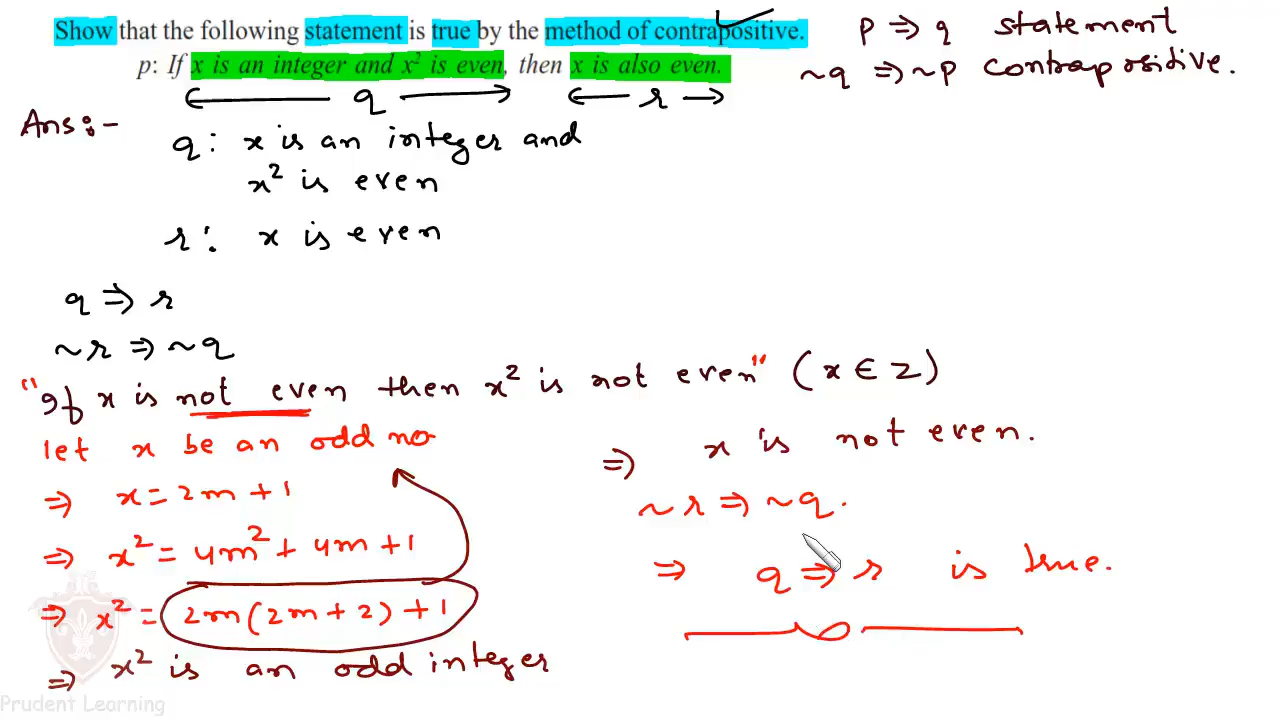 Show that the following statement is true by the method of contrapositive.
p: If x is an integer and x² is even, then x is also even.
p ⇒ q statement
~q ⇒ ~p contrapositive.
q r
Ans:-
q: x is an integer and
x² is even
r: x is even
q ⇒ r
~r ⇒ ~q
"If x is not even then x² is not even" (x ∈ Z)
let x be an odd no
⇒ x = 2m + 1
⇒ x² = 4m² + 4m + 1
⇒ x² = 2m(2m + 2) + 1
⇒ x² is an odd integer
⇒ x is not even.
~r ⇒ ~q.
⇒ q ⇒ r is true.
Prudent Learning